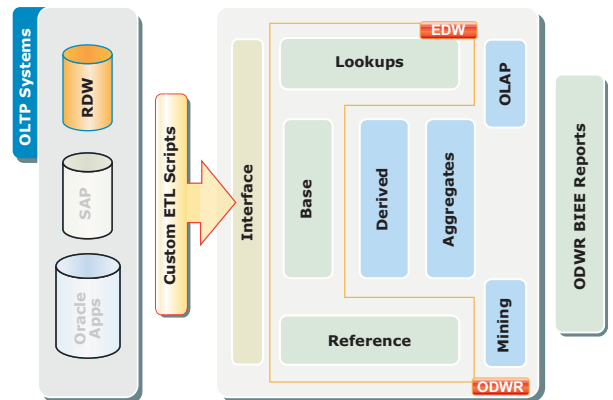 OLTP Systems
RDW
SAP
Oracle
Apps
Custom ETL Scripts
Interface
EDW
Lookups
Base
Derived
Aggregates
Reference
OLAP
Mining
ODWR
ODWR BIEE Reports